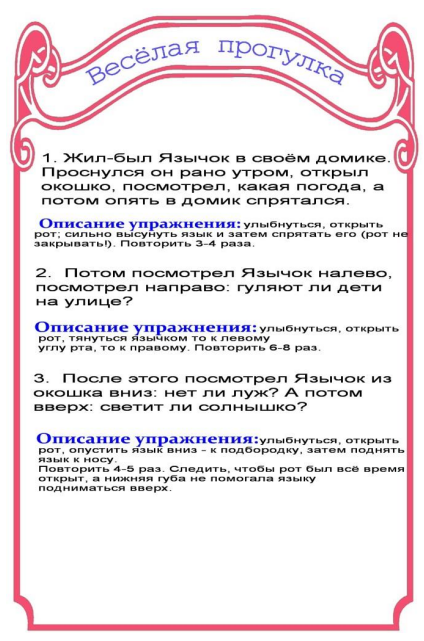 Весёлая прогулка
1. Жил-был Язычок в своём домике.
Проснулся он рано утром, открыл
окошко, посмотрел, какая погода, а
потом опять в домик спрятался.
Описание упражнения: улыбнуться, открыть
рот; сильно высунуть язык и затем спрятать его (рот не
закрывать!). Повторить 3-4 раза.
2. Потом посмотрел Язычок налево,
посмотрел направо: гуляют ли дети
на улице?
Описание упражнения: улыбнуться, открыть
рот, тянуться язычком то к левому
углу рта, то к правому. Повторить 6-8 раз.
3. После этого посмотрел Язычок из
окошка вниз: нет ли луж? А потом
вверх: светит ли солнышко?
Описание упражнения: улыбнуться, открыть
рот, опустить язык вниз - к подбородку, затем поднять
язык к носу.
Повторить 4-5 раз. Следить, чтобы рот был всё время
открыт, а нижняя губа не помогала языку
подниматься вверх.